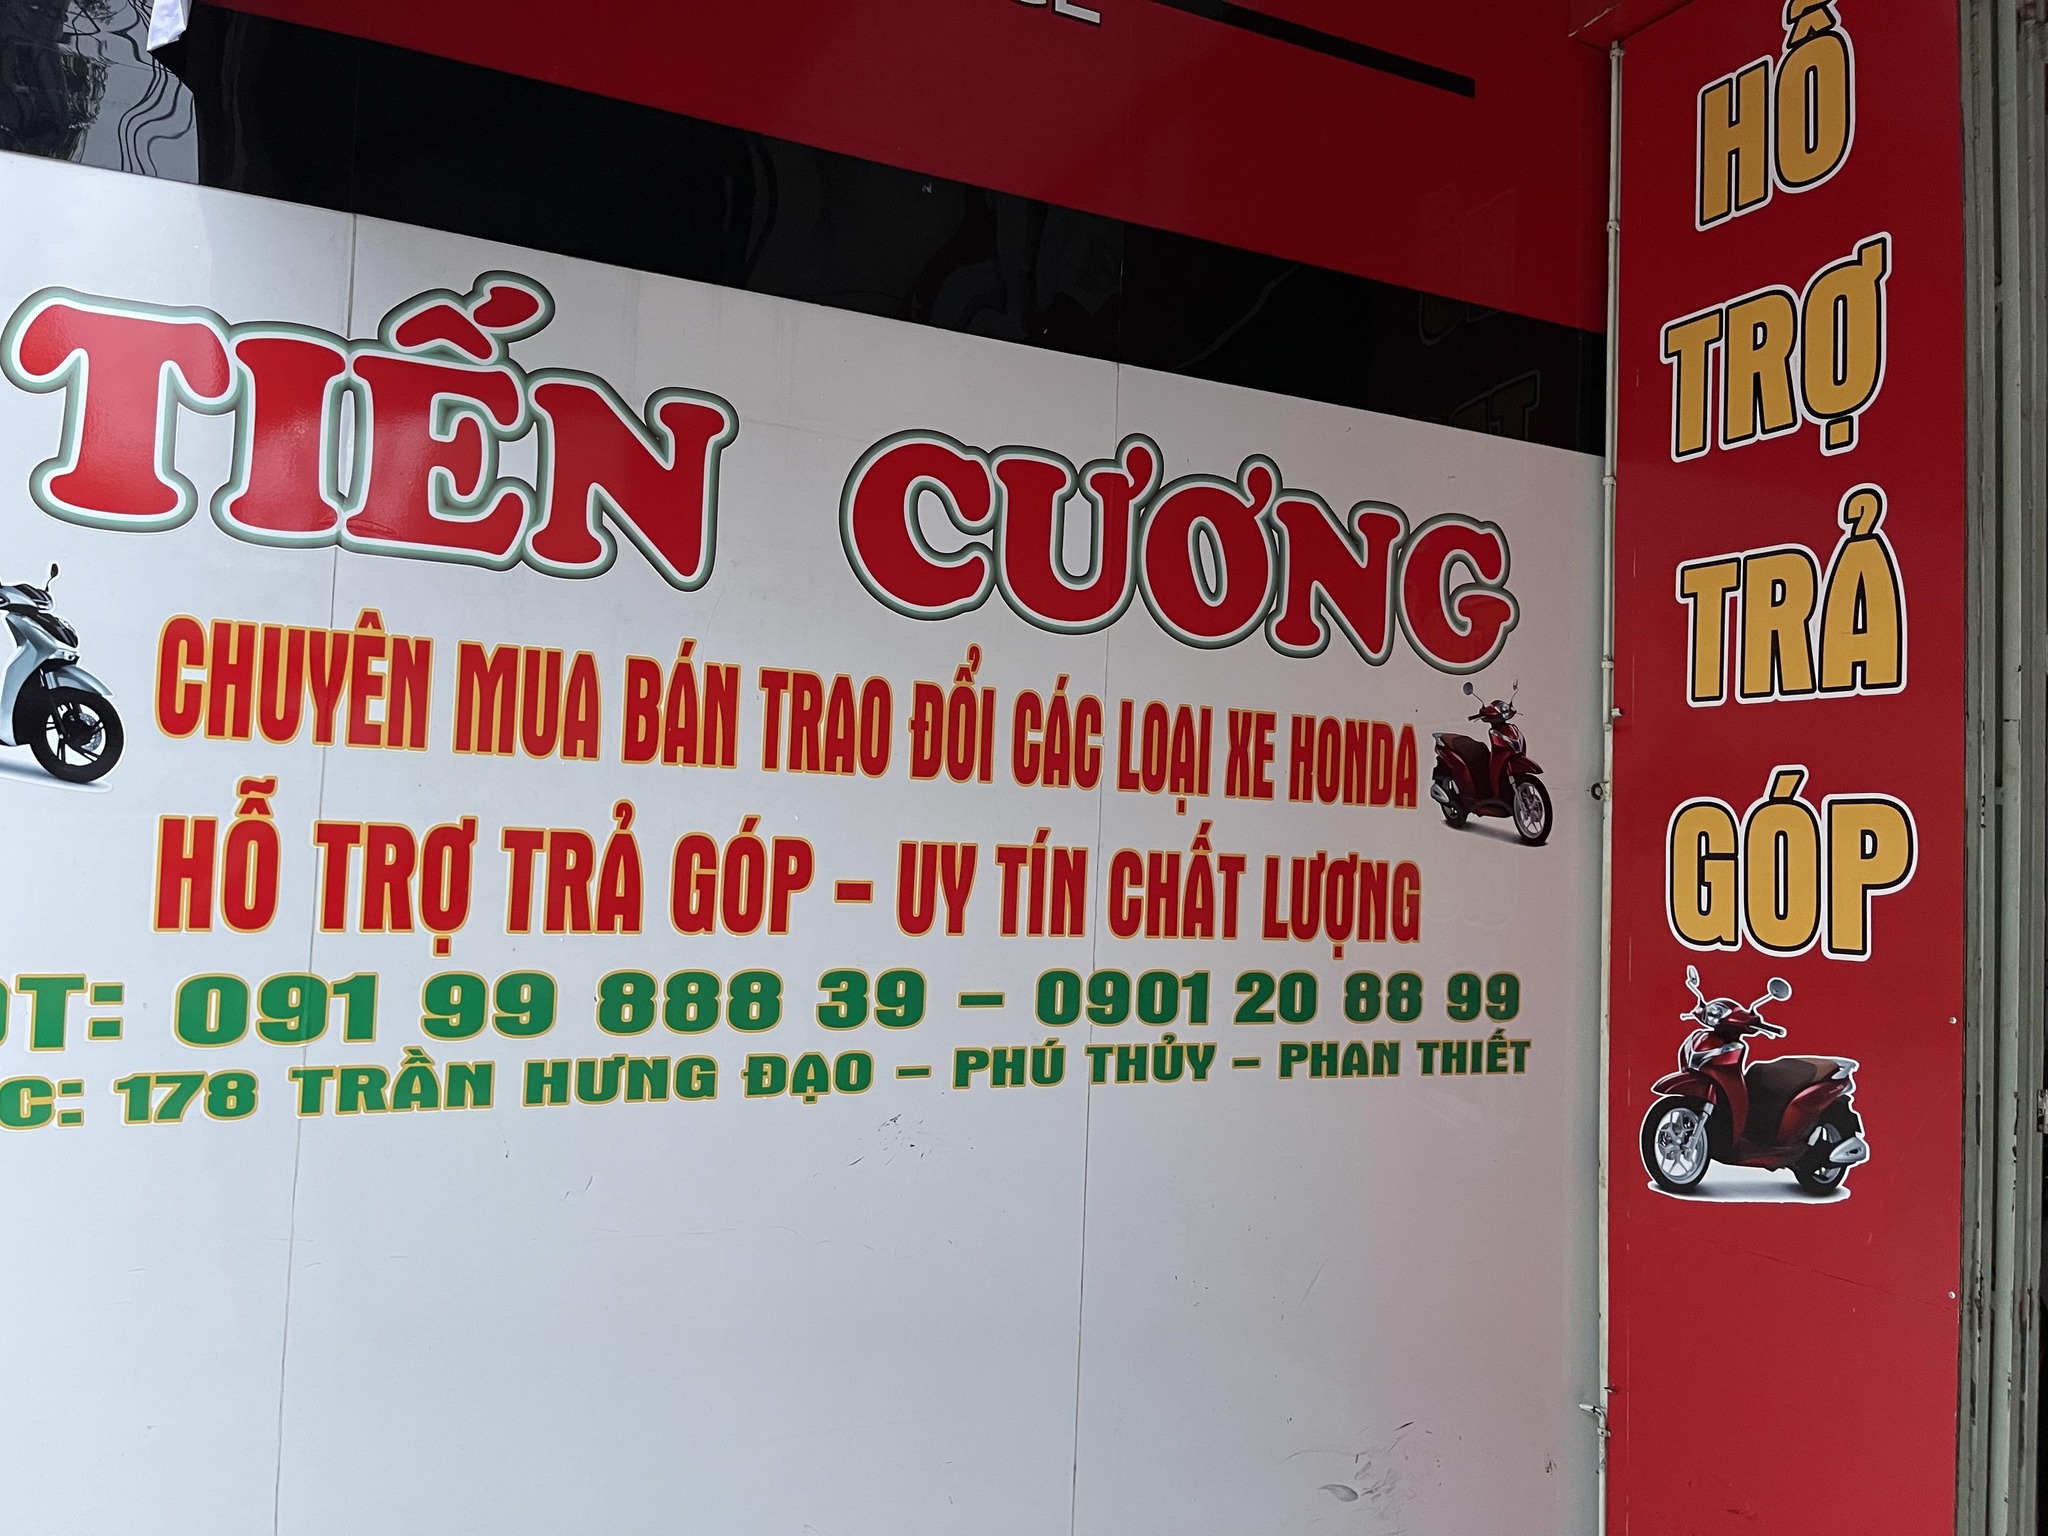 TIẾN CƯƠNG
CHUYÊN MUA BÁN TRAO ĐỔI CÁC LOẠI XE HONDA
HỖ TRỢ TRẢ GÓP - UY TÍN CHẤT LƯỢNG
ĐT: 091 99 888 39 - 0901 20 88 99
C: 178 TRẦN HƯNG ĐẠO - PHÚ THỦY - PHAN THIẾT
HỖ
TRỢ
TRẢ
GÓP